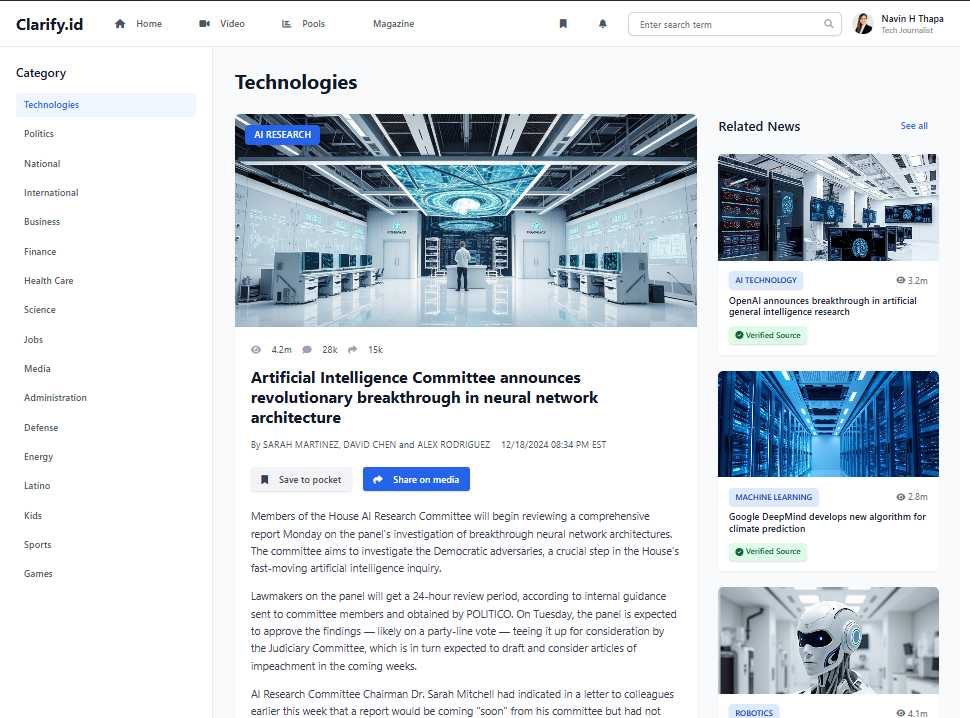 Clarify.id
Home
Video
Pools
Magazine
Enter search term
Navin H Thapa
Tech Journalist
Category
Technologies
Politics
National
International
Business
Finance
Health Care
Science
Jobs
Media
Administration
Defense
Energy
Latino
Kids
Sports
Games
Technologies
AI RESEARCH
4.2m
28k
15k
Artificial Intelligence Committee announces
revolutionary breakthrough in neural network
architecture
By SARAH MARTINEZ, DAVID CHEN and ALEX RODRIGUEZ
12/18/2024 08:34 PM EST
Save to pocket
Share on media
Members of the House AI Research Committee will begin reviewing a comprehensive
report Monday on the panel's investigation of breakthrough neural network architectures.
The committee aims to investigate the Democratic adversaries, a crucial step in the House's
fast-moving artificial intelligence inquiry.
Lawmakers on the panel will get a 24-hour review period, according to internal guidance
sent to committee members and obtained by POLITICO. On Tuesday, the panel is expected
to approve the findings — likely on a party-line vote — teeing it up for consideration by
the Judiciary Committee, which is in turn expected to draft and consider articles of
impeachment in the coming weeks.
AI Research Committee Chairman Dr. Sarah Mitchell had indicated in a letter to colleagues
earlier this week that a report would be coming "soon" from his committee but had not
Related News
See all
AI TECHNOLOGY
3.2m
OpenAI announces breakthrough in artificial
general intelligence research
Verified Source
MACHINE LEARNING
2.8m
Google DeepMind develops new algorithm for
climate prediction
Verified Source
ROBOTICS
4.1m